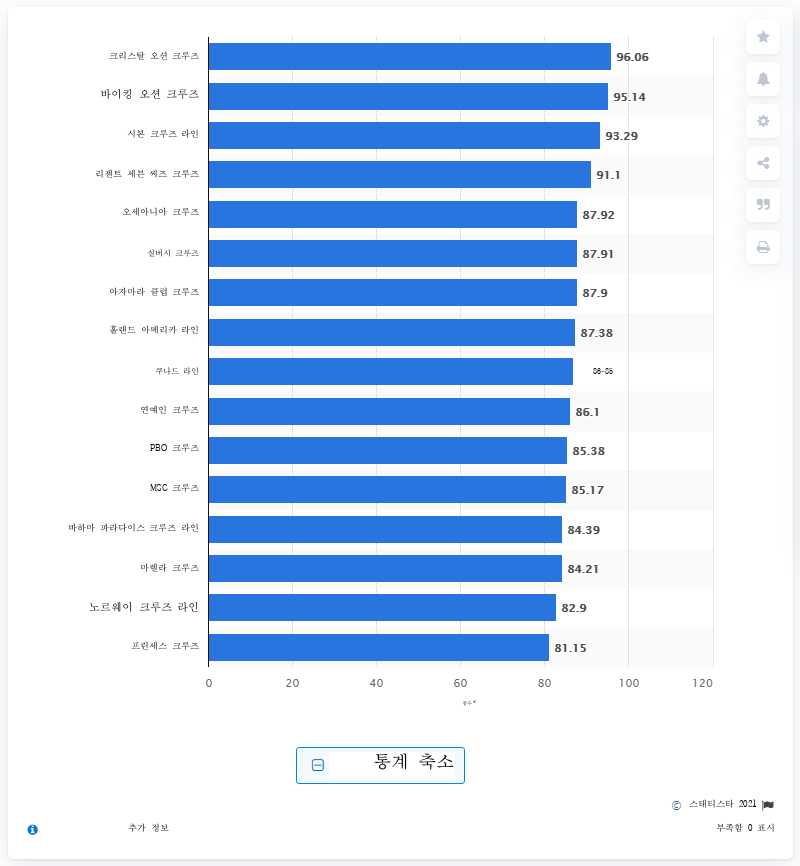 크리스탈 오션 크루즈 96.06
바이킹 오션 크루즈 95.14
시본 크루즈 라인 93.29
리젠트 세븐 씨즈 크루즈 91.1
오세아니아 크루즈 87.92
실버시 크루즈 87.91
아자마라 클럽 크루즈 87.9
홀랜드 아메리카 라인 87.38
쿠나드 라인 86-85
연예인 크루즈 86.1
PBO 크루즈 85.38
MSC 크루즈 85.17
바하마 파라다이스 크루즈 라인 84.39
마렐라 크루즈 84.21
노르웨이 크루즈 라인 82.9
프린세스 크루즈 81.15
0 20 40 60 80 100 120
통계 축소
© 스태티스타 2021
추가 정보 부족함 0 표시